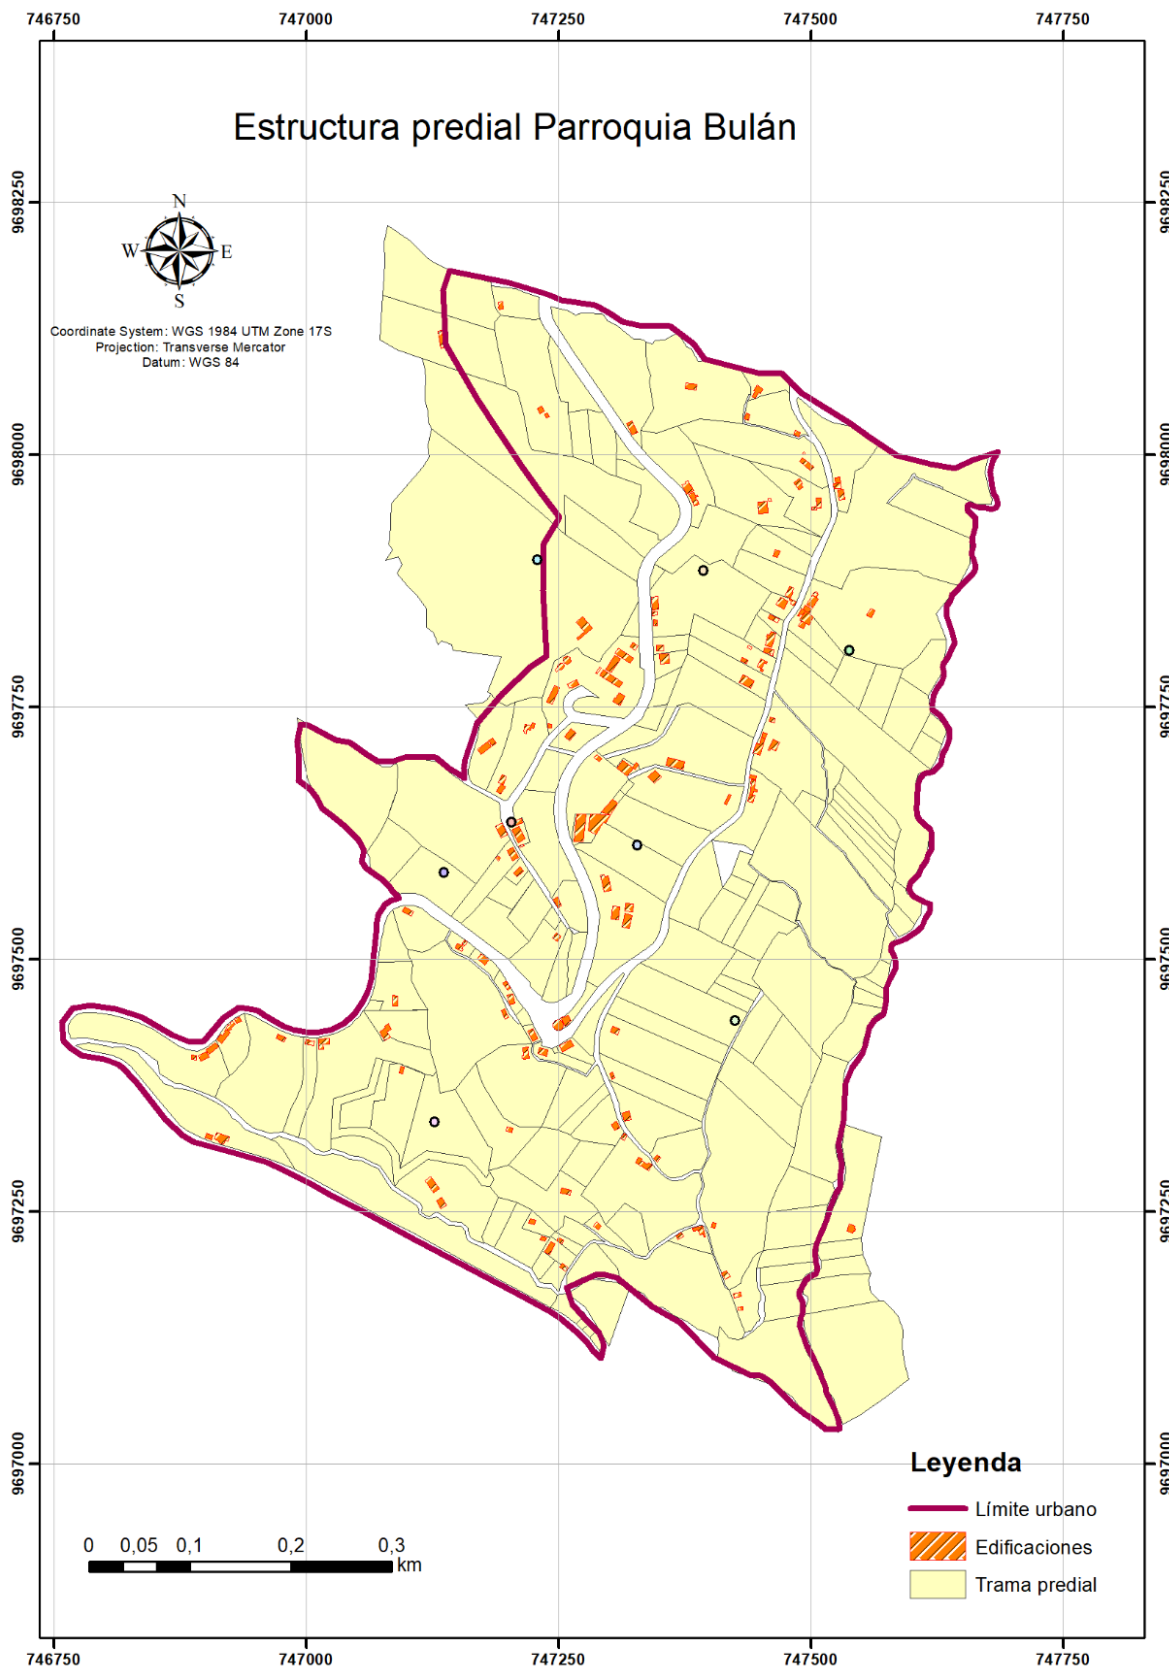 746750 747000 747250 747500 747750
Estructura predial Parroquia Bulán
9698250 9698250
N
W E
S
Coordinate System: WGS 1984 UTM Zone 17S
Projection: Transverse Mercator
Datum: WGS 84
9698000 9698000
9697750 9697750
9697500 9697500
9697250 9697250
9697000 9697000
Leyenda
Límite urbano
Edificaciones
Trama predial
0 0,05 0,1 0,2 0,3
km
746750 747000 747250 747500 747750